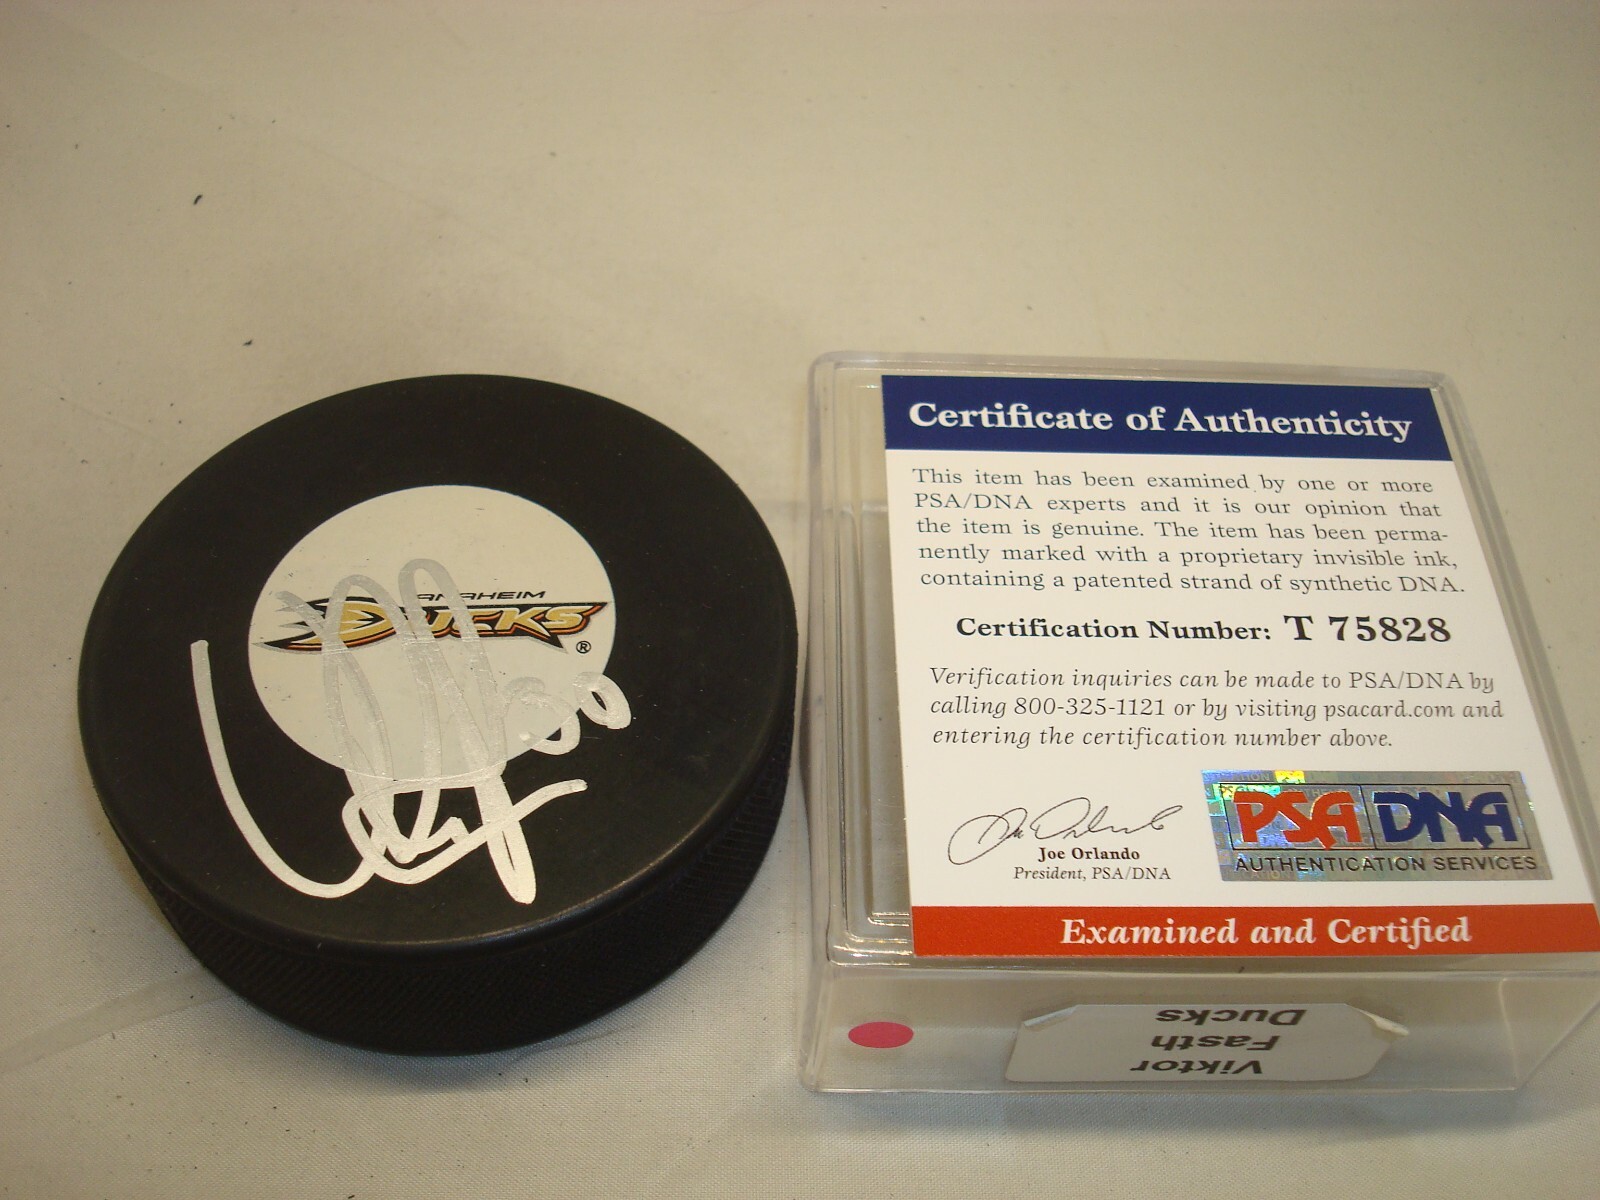 ANAHEIM
DUCKS
®
30
Certificate of Authenticity
This item has been examined by one or more
PSA/DNA experts and it is our opinion that
the item is genuine. The item has been perma-
nently marked with a proprietary invisible ink,
containing a patented strand of synthetic DNA.
Certification Number: T 75828
Verification inquiries can be made to PSA/DNA by
calling 800-325-1121 or by visiting psacard.com and
entering the certification number above.
Joe Orlando
President, PSA/DNA
PSA DNA
AUTHENTICATION SERVICES
Examined and Certified
Viktor
Fasth
Ducks